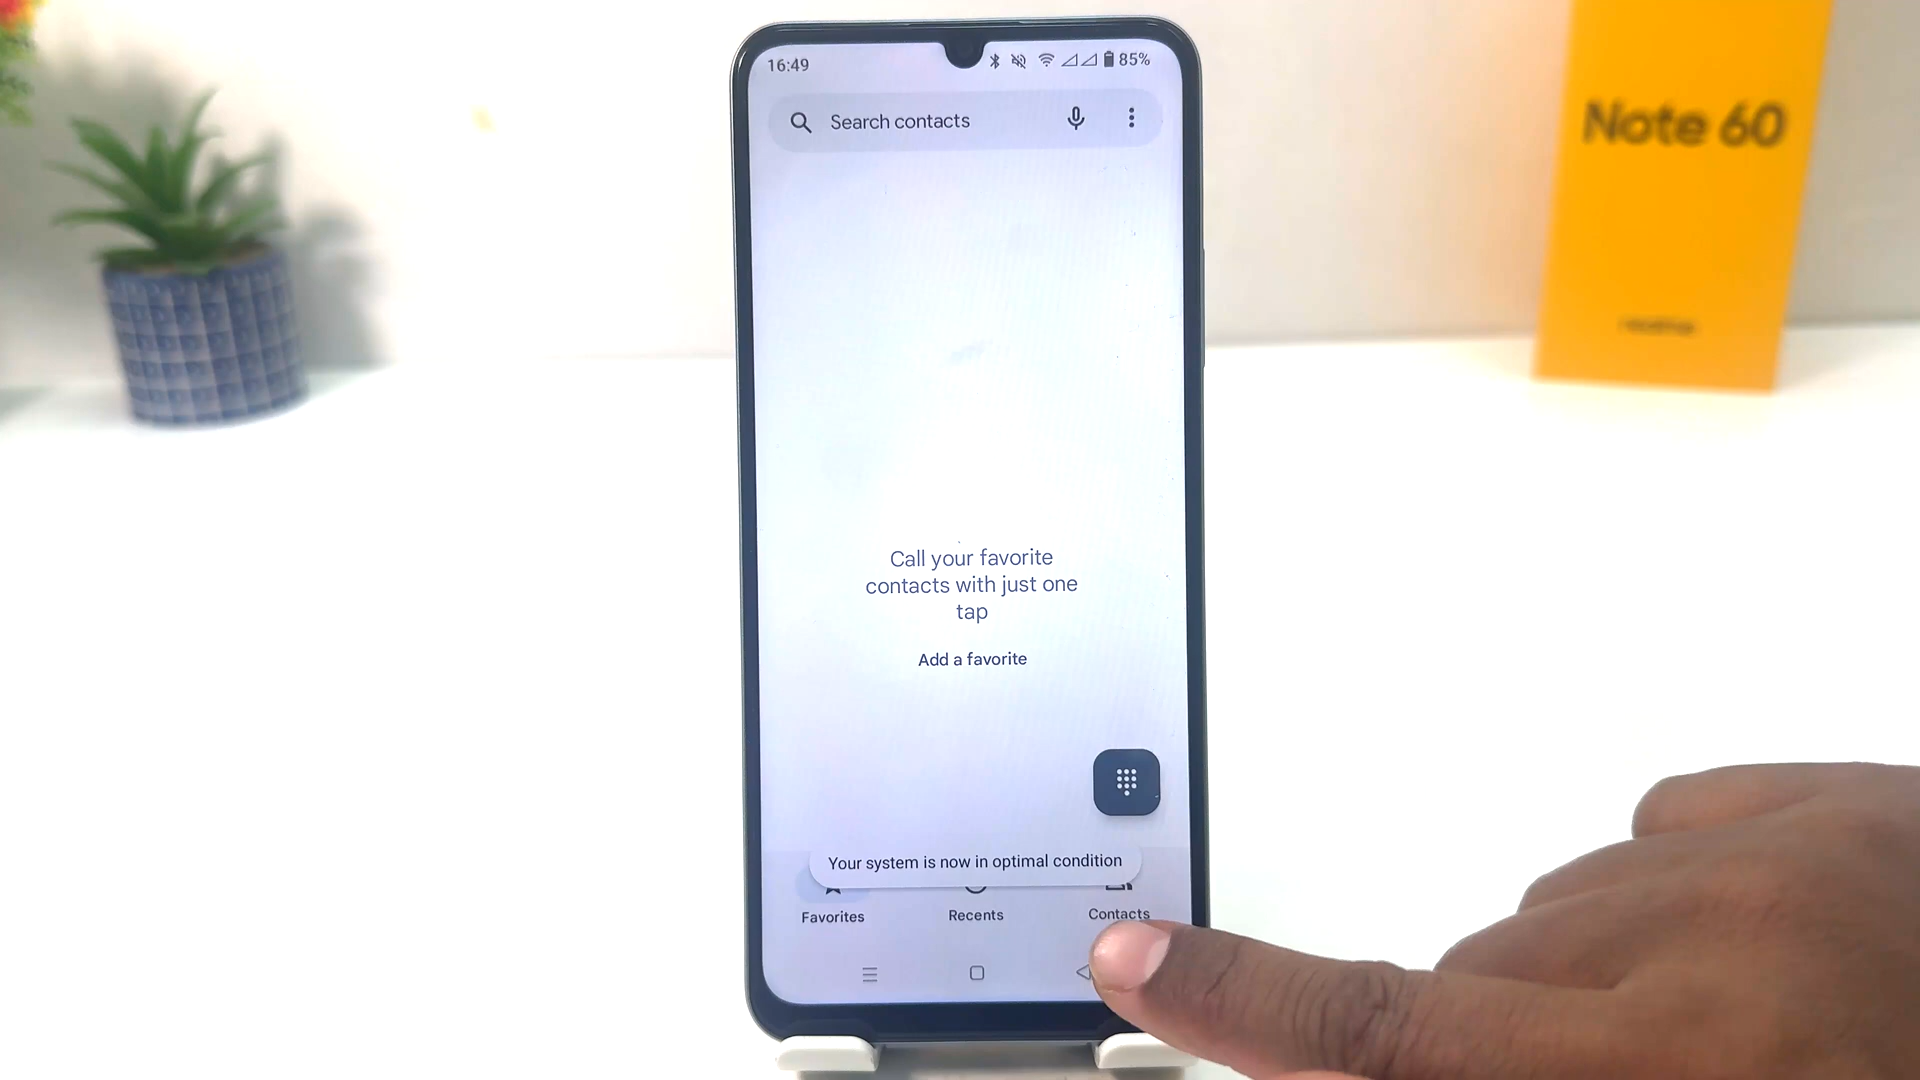 16:49
85%
Search contacts
Call your favorite
contacts with just one
tap
Add a favorite
Your system is now in optimal condition
Favorites
Recents
Contacts
Note 60
realme